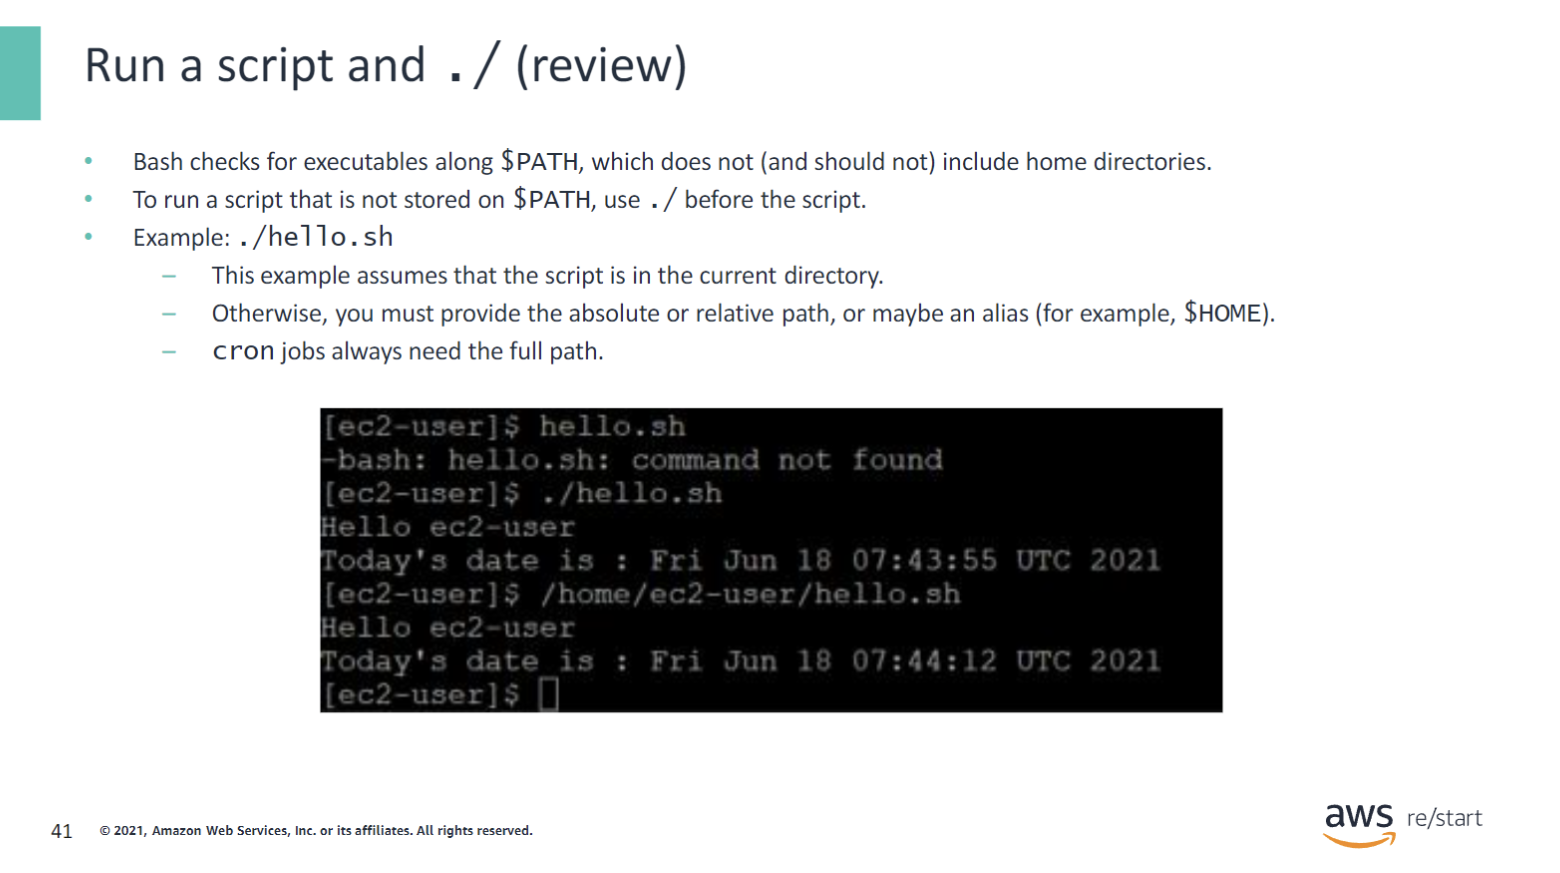 Run a script and ./ (review)
• Bash checks for executables along $PATH, which does not (and should not) include home directories.
• To run a script that is not stored on $PATH, use ./ before the script.
• Example: ./hello.sh
– This example assumes that the script is in the current directory.
– Otherwise, you must provide the absolute or relative path, or maybe an alias (for example, $HOME).
– cron jobs always need the full path.
[ec2-user]$ hello.sh
-bash: hello.sh: command not found
[ec2-user]$ ./hello.sh
Hello ec2-user
Today's date is : Fri Jun 18 07:43:55 UTC 2021
[ec2-user]$ /home/ec2-user/hello.sh
Hello ec2-user
Today's date is : Fri Jun 18 07:44:12 UTC 2021
[ec2-user]$
41 © 2021, Amazon Web Services, Inc. or its affiliates. All rights reserved.
aws re/start